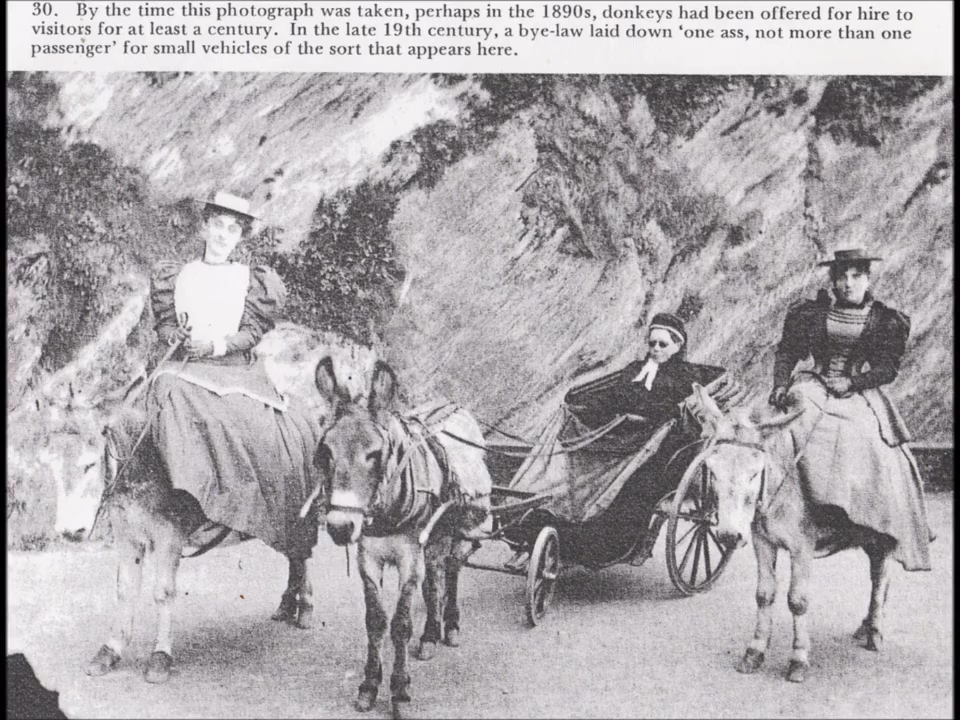 30. By the time this photograph was taken, perhaps in the 1890s, donkeys had been offered for hire to
visitors for at least a century. In the late 19th century, a bye-law laid down ‘one ass, not more than one
passenger’ for small vehicles of the sort that appears here.